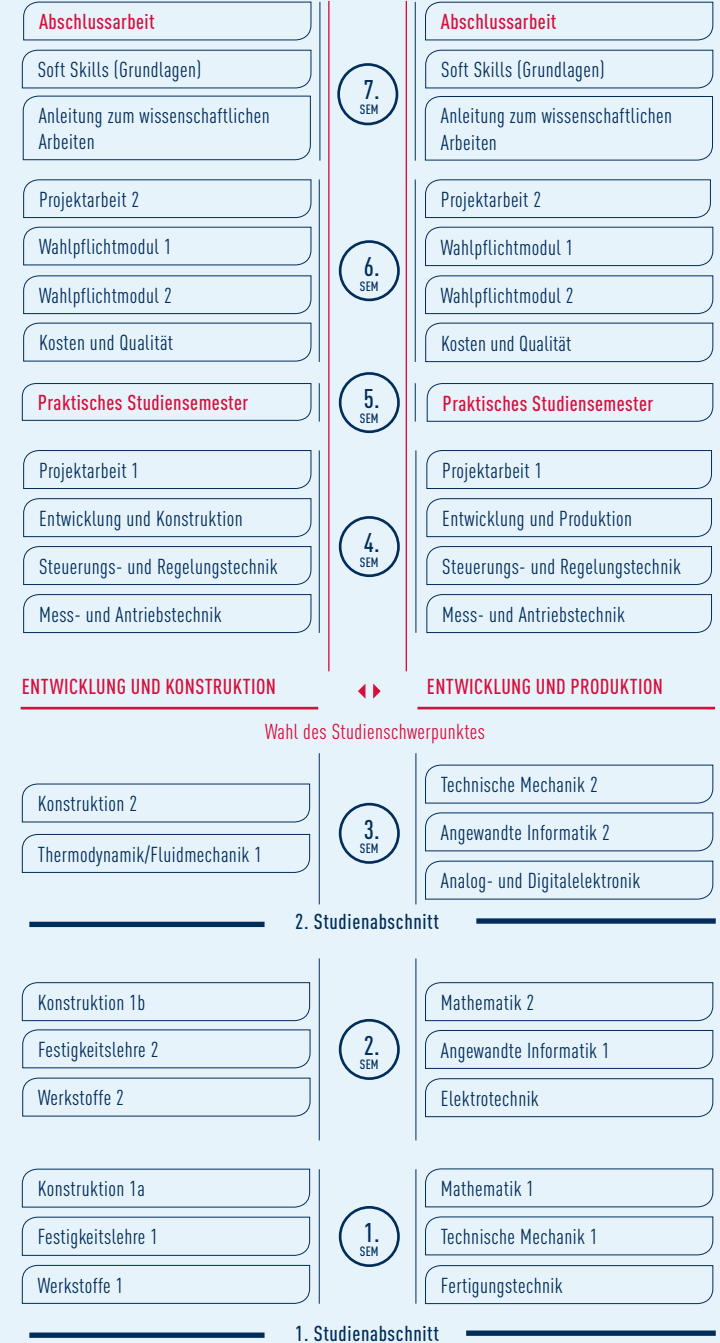 Abschlussarbeit
Soft Skills (Grundlagen)
Anleitung zum wissenschaftlichen
Arbeiten
7.
SEM
Abschlussarbeit
Soft Skills (Grundlagen)
Anleitung zum wissenschaftlichen
Arbeiten
Projektarbeit 2
Wahlpflichtmodul 1
Wahlpflichtmodul 2
Kosten und Qualität
6.
SEM
Projektarbeit 2
Wahlpflichtmodul 1
Wahlpflichtmodul 2
Kosten und Qualität
Praktisches Studiensemester
5.
SEM
Praktisches Studiensemester
Projektarbeit 1
Entwicklung und Konstruktion
Steuerungs- und Regelungstechnik
Mess- und Antriebstechnik
4.
SEM
Projektarbeit 1
Entwicklung und Produktion
Steuerungs- und Regelungstechnik
Mess- und Antriebstechnik
ENTWICKLUNG UND KONSTRUKTION
ENTWICKLUNG UND PRODUKTION
Wahl des Studienschwerpunktes
Konstruktion 2
Thermodynamik/Fluidmechanik 1
3.
SEM
Technische Mechanik 2
Angewandte Informatik 2
Analog- und Digitalelektronik
2. Studienabschnitt
Konstruktion 1b
Festigkeitslehre 2
Werkstoffe 2
2.
SEM
Mathematik 2
Angewandte Informatik 1
Elektrotechnik
Konstruktion 1a
Festigkeitslehre 1
Werkstoffe 1
1.
SEM
Mathematik 1
Technische Mechanik 1
Fertigungstechnik
1. Studienabschnitt